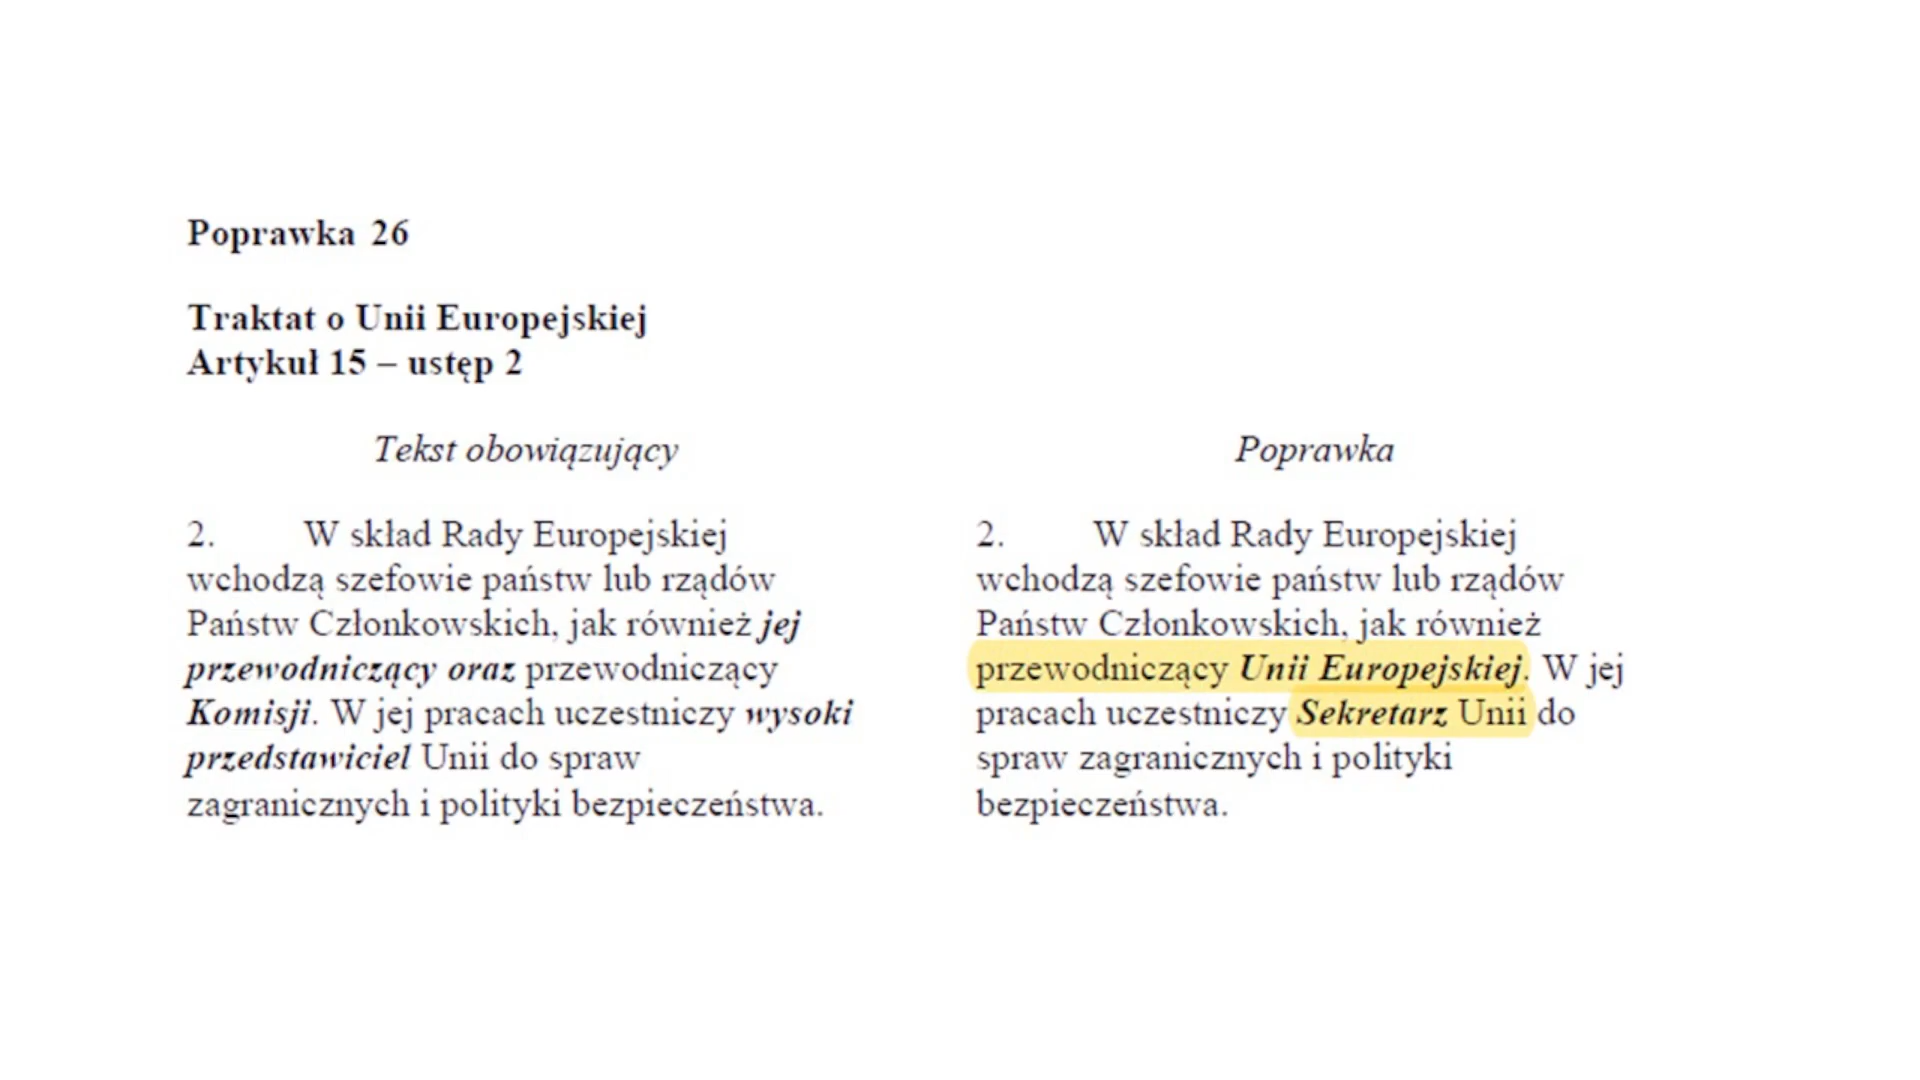 Poprawka 26
Traktat o Unii Europejskiej
Artykuł 15 – ustęp 2
Tekst obowiązujący
2. W skład Rady Europejskiej
wchodzą szefowie państw lub rządów
Państw Członkowskich, jak również jej
przewodniczący oraz przewodniczący
Komisji. W jej pracach uczestniczy wysoki
przedstawiciel Unii do spraw
zagranicznych i polityki bezpieczeństwa.
Poprawka
2. W skład Rady Europejskiej
wchodzą szefowie państw lub rządów
Państw Członkowskich, jak również
przewodniczący Unii Europejskiej. W jej
pracach uczestniczy Sekretarz Unii do
spraw zagranicznych i polityki
bezpieczeństwa.